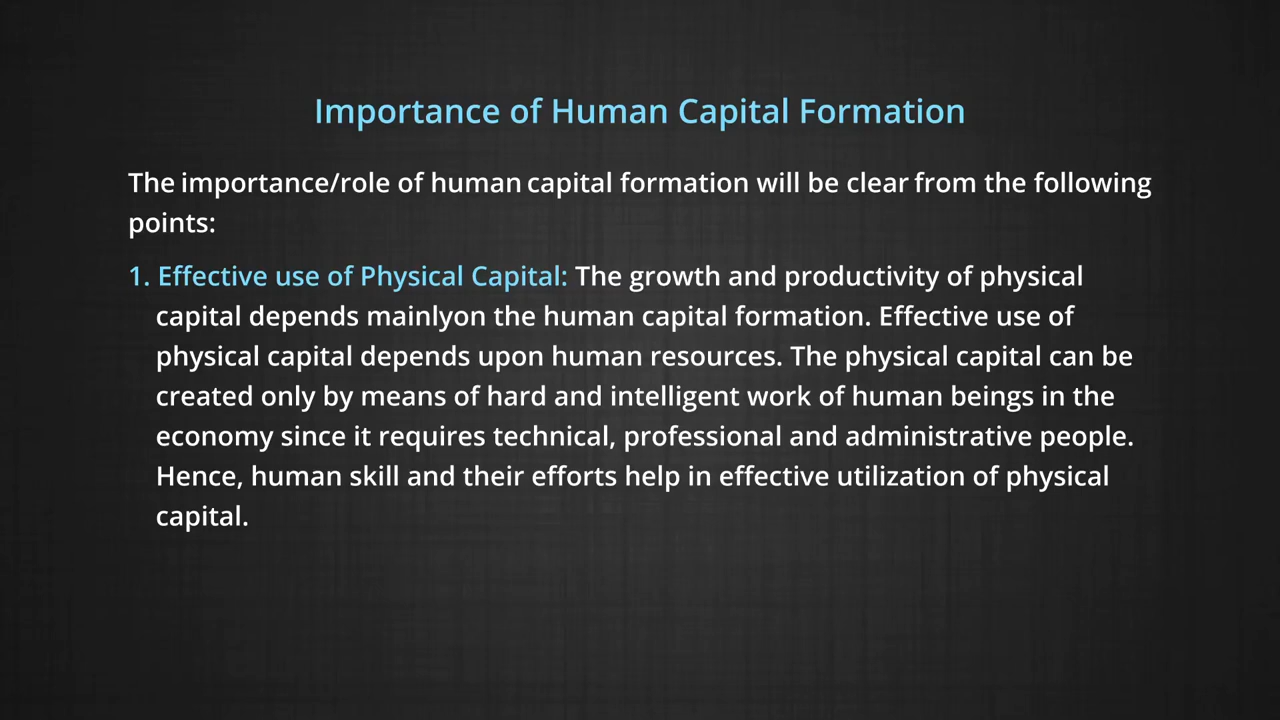 Importance of Human Capital Formation
The importance/role of human capital formation will be clear from the following
points:
1. Effective use of Physical Capital: The growth and productivity of physical
capital depends mainlyon the human capital formation. Effective use of
physical capital depends upon human resources. The physical capital can be
created only by means of hard and intelligent work of human beings in the
economy since it requires technical, professional and administrative people.
Hence, human skill and their efforts help in effective utilization of physical
capital.